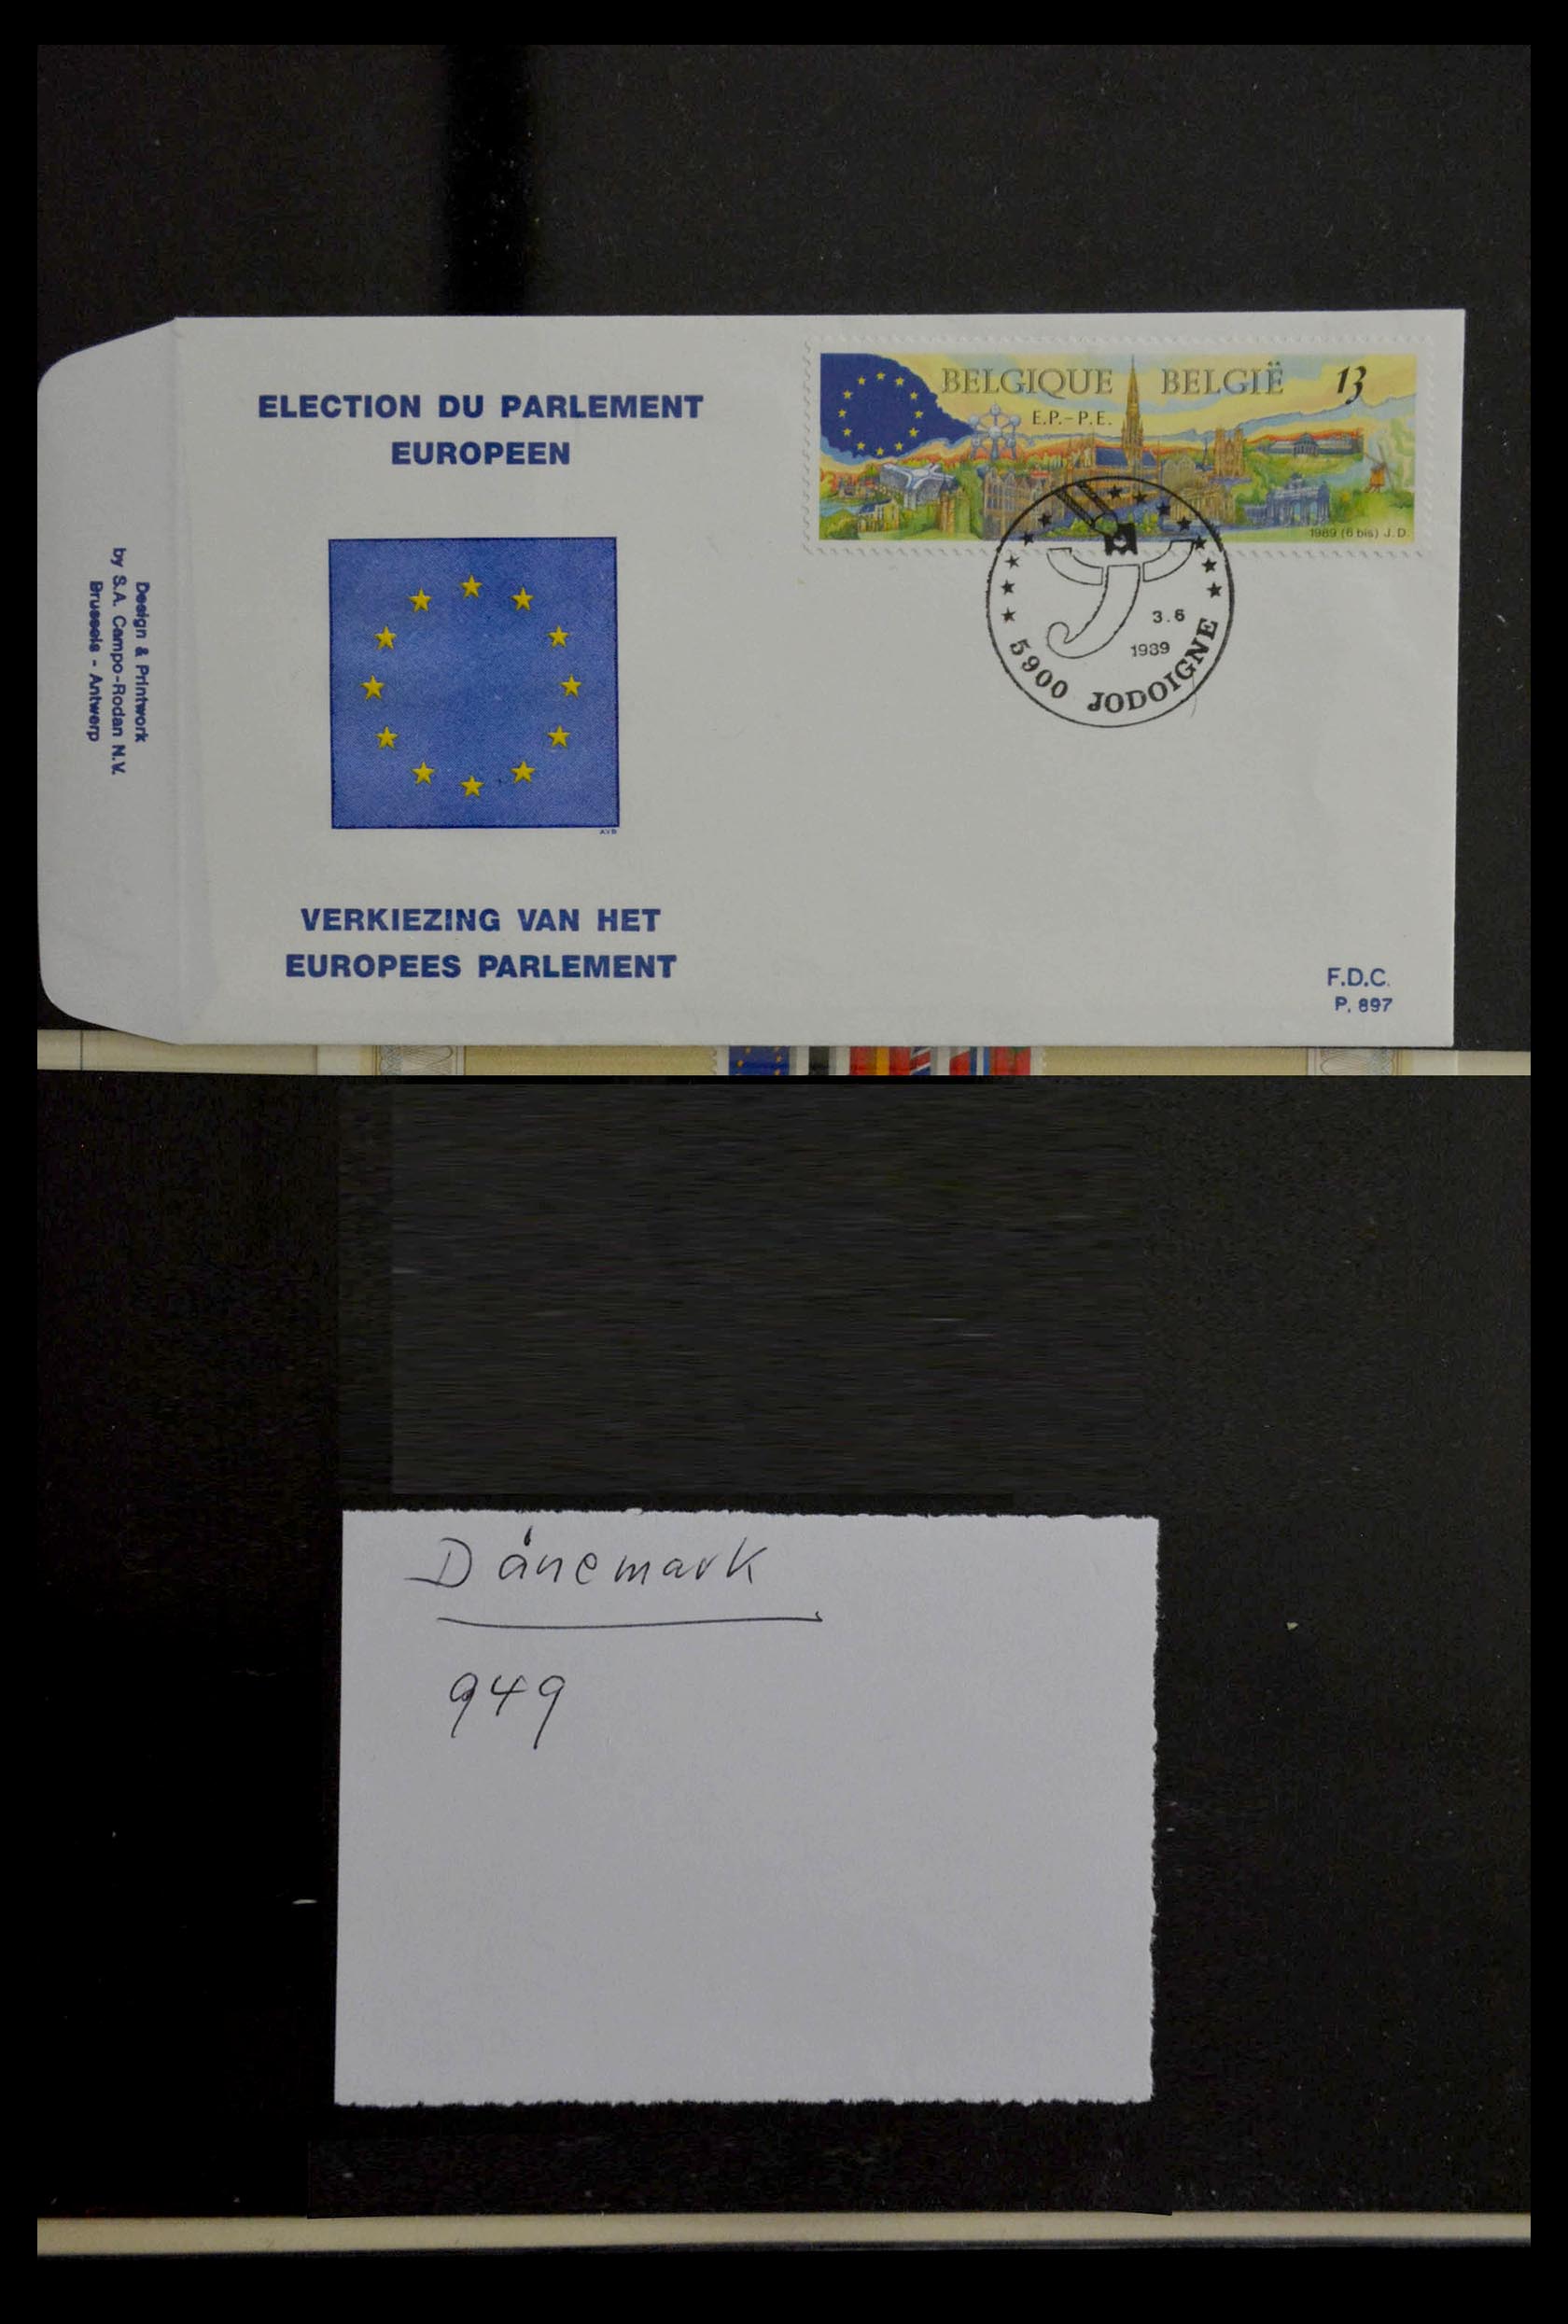 ELECTION DU PARLEMENT
EUROPEEN
BELGIQUE BELGIË 13
E.P.-P.E.
1989 (6 bis) J.D.
3.6
1989
5900 JODOIGNE
Design & Printwork
by S.A. Campo-Rodan N.V.
Brussels - Antwerp
AVB
VERKIEZING VAN HET
EUROPEES PARLEMENT
F.D.C.
P. 897
Dänemark
949